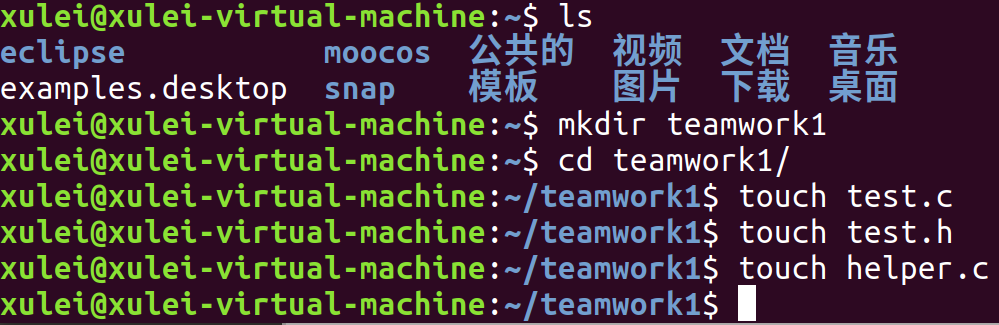 xulei@xulei-virtual-machine:~$ ls
eclipse moocos 公共的 视频 文档 音乐
examples.desktop snap 模板 图片 下载 桌面
xulei@xulei-virtual-machine:~$ mkdir teamwork1
xulei@xulei-virtual-machine:~$ cd teamwork1/
xulei@xulei-virtual-machine:~/teamwork1$ touch test.c
xulei@xulei-virtual-machine:~/teamwork1$ touch test.h
xulei@xulei-virtual-machine:~/teamwork1$ touch helper.c
xulei@xulei-virtual-machine:~/teamwork1$